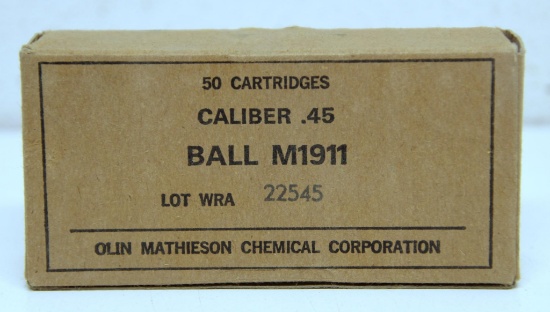 50 CARTRIDGES
CALIBER .45
BALL M1911
LOT WRA 22545
OLIN MATHIESON CHEMICAL CORPORATION